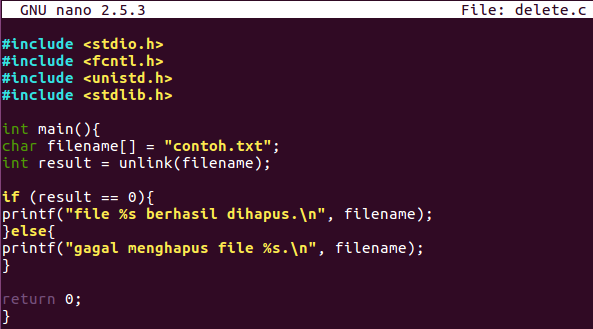 GNU nano 2.5.3 File: delete.c
#include <stdio.h>
#include <fcntl.h>
#include <unistd.h>
#include <stdlib.h>
int main(){
char filename[] = "contoh.txt";
int result = unlink(filename);
if (result == 0){
printf("file %s berhasil dihapus.\n", filename);
}else{
printf("gagal menghapus file %s.\n", filename);
}
return 0;
}